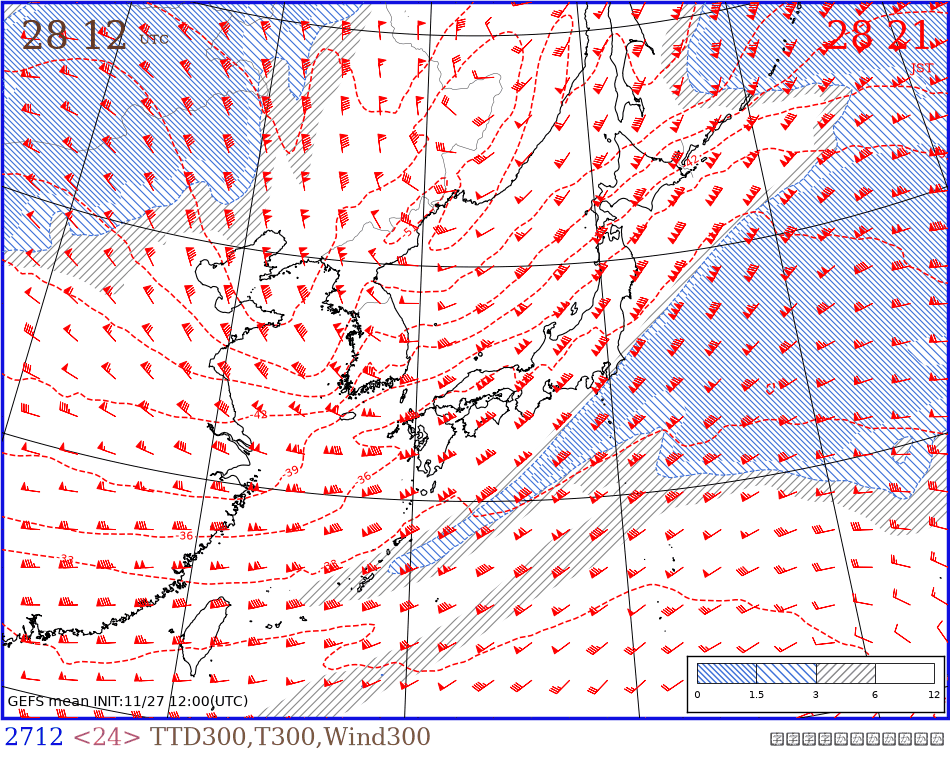 28 12 UTC
28 21 JST
-42
-51
-42
-39
-36
-36
-33
GEFS mean INIT:11/27 12:00(UTC)
0 1.5 3 6 12
2712 <24> TTD300,T300,Wind300